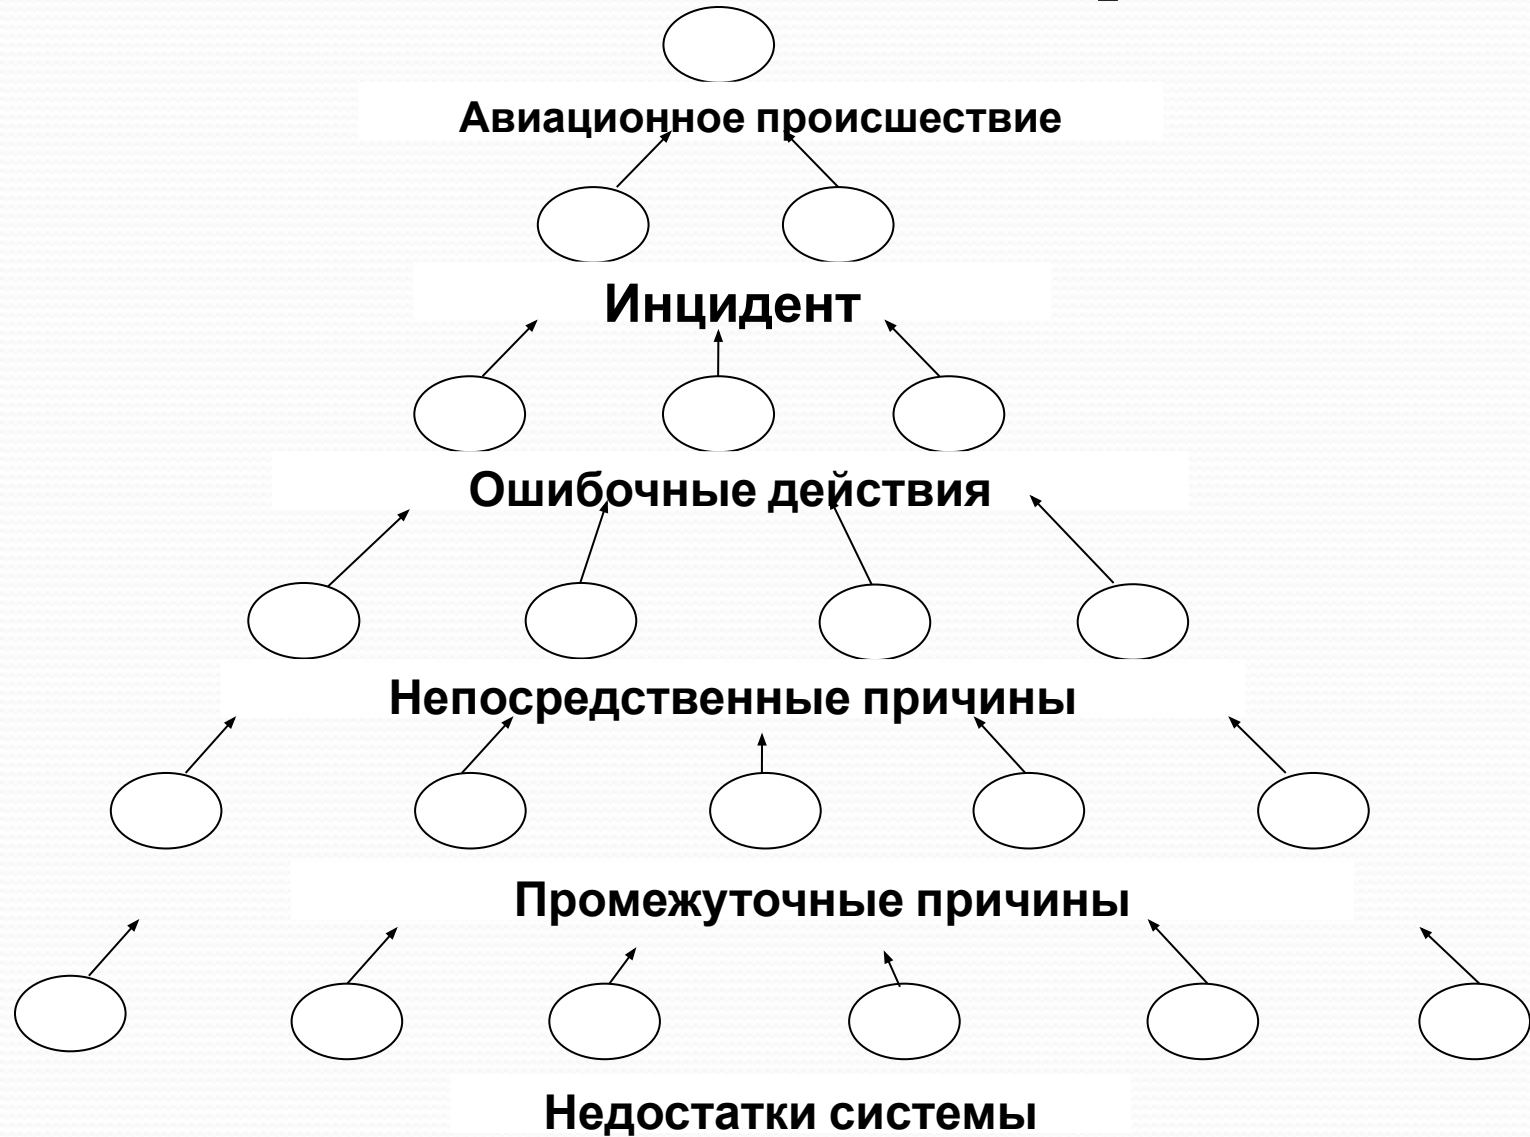 Авиационное происшествие
Инцидент
Ошибочные действия
Непосредственные причины
Промежуточные причины
Недостатки системы